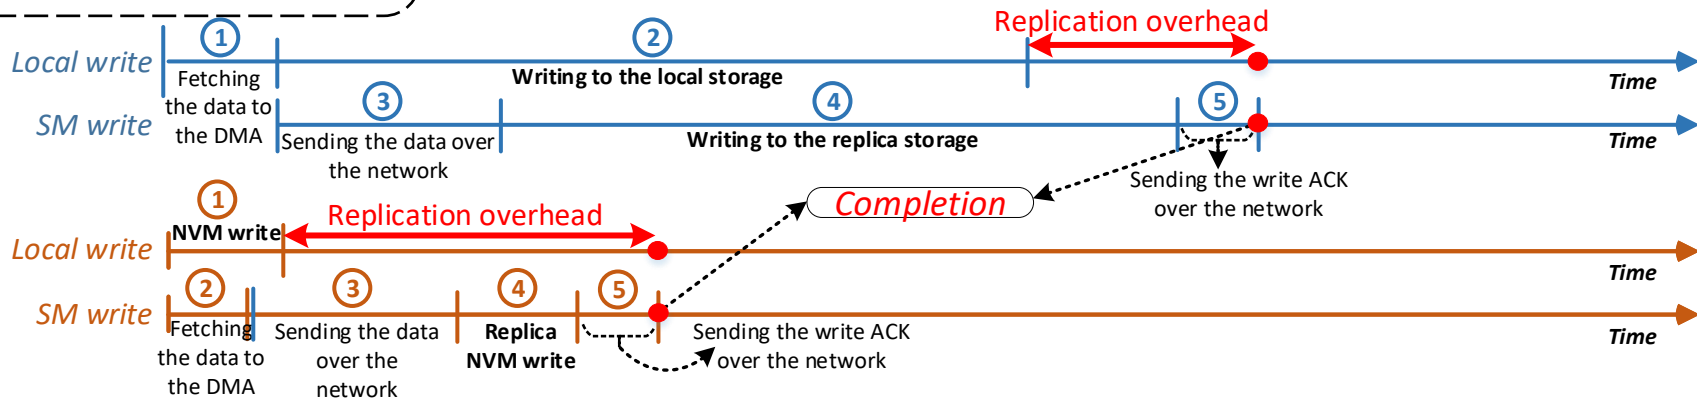 Replication overhead
1
2
Local write
Fetching
the data to
the DMA
Writing to the local storage
Time
3
4
5
SM write
Sending the data over
the network
Writing to the replica storage
Time
Sending the write ACK
over the network
Completion
1
Replication overhead
NVM write
Local write
Time
2
3
4
5
SM write
Fetching
the data to
the DMA
Sending the data
over the
network
Replica
NVM write
Sending the write ACK
over the network
Time